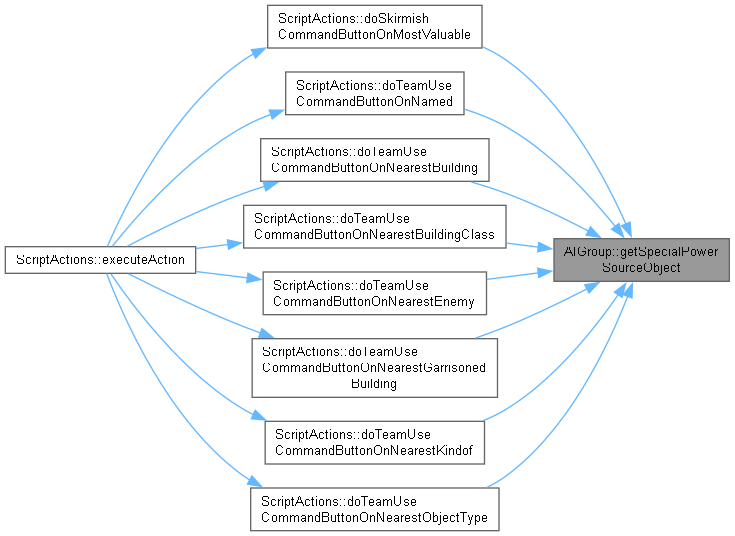 ScriptActions::doSkirmish
CommandButtonOnMostValuable
ScriptActions::doTeamUse
CommandButtonOnNamed
ScriptActions::doTeamUse
CommandButtonOnNearestBuilding
ScriptActions::doTeamUse
CommandButtonOnNearestBuildingClass
ScriptActions::executeAction
AIGroup::getSpecialPower
SourceObject
ScriptActions::doTeamUse
CommandButtonOnNearestEnemy
ScriptActions::doTeamUse
CommandButtonOnNearestGarrisoned
Building
ScriptActions::doTeamUse
CommandButtonOnNearestKindof
ScriptActions::doTeamUse
CommandButtonOnNearestObjectType